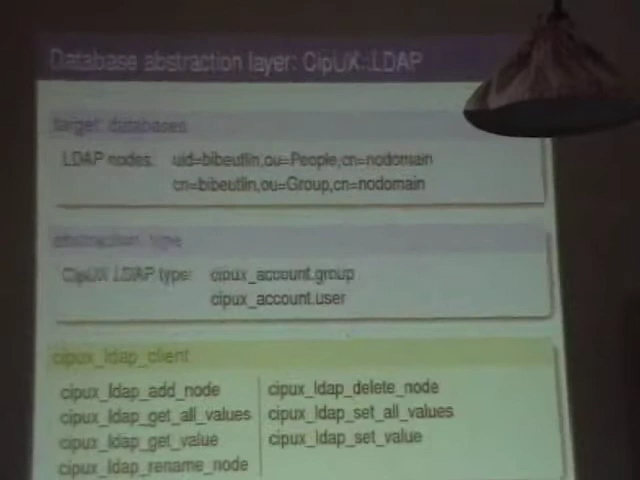 Database abstraction layer: CipUX::LDAP
target: databases
LDAP nodes: uid=bibeutlin,ou=People,cn=nodomain
cn=bibeutlin,ou=Group,cn=nodomain
abstraction type
CipUX LDAP type: cipux_account.group
cipux_account.user
cipux_ldap_client
cipux_ldap_add_node cipux_ldap_delete_node
cipux_ldap_get_all_values cipux_ldap_set_all_values
cipux_ldap_get_value cipux_ldap_set_value
cipux_ldap_rename_node